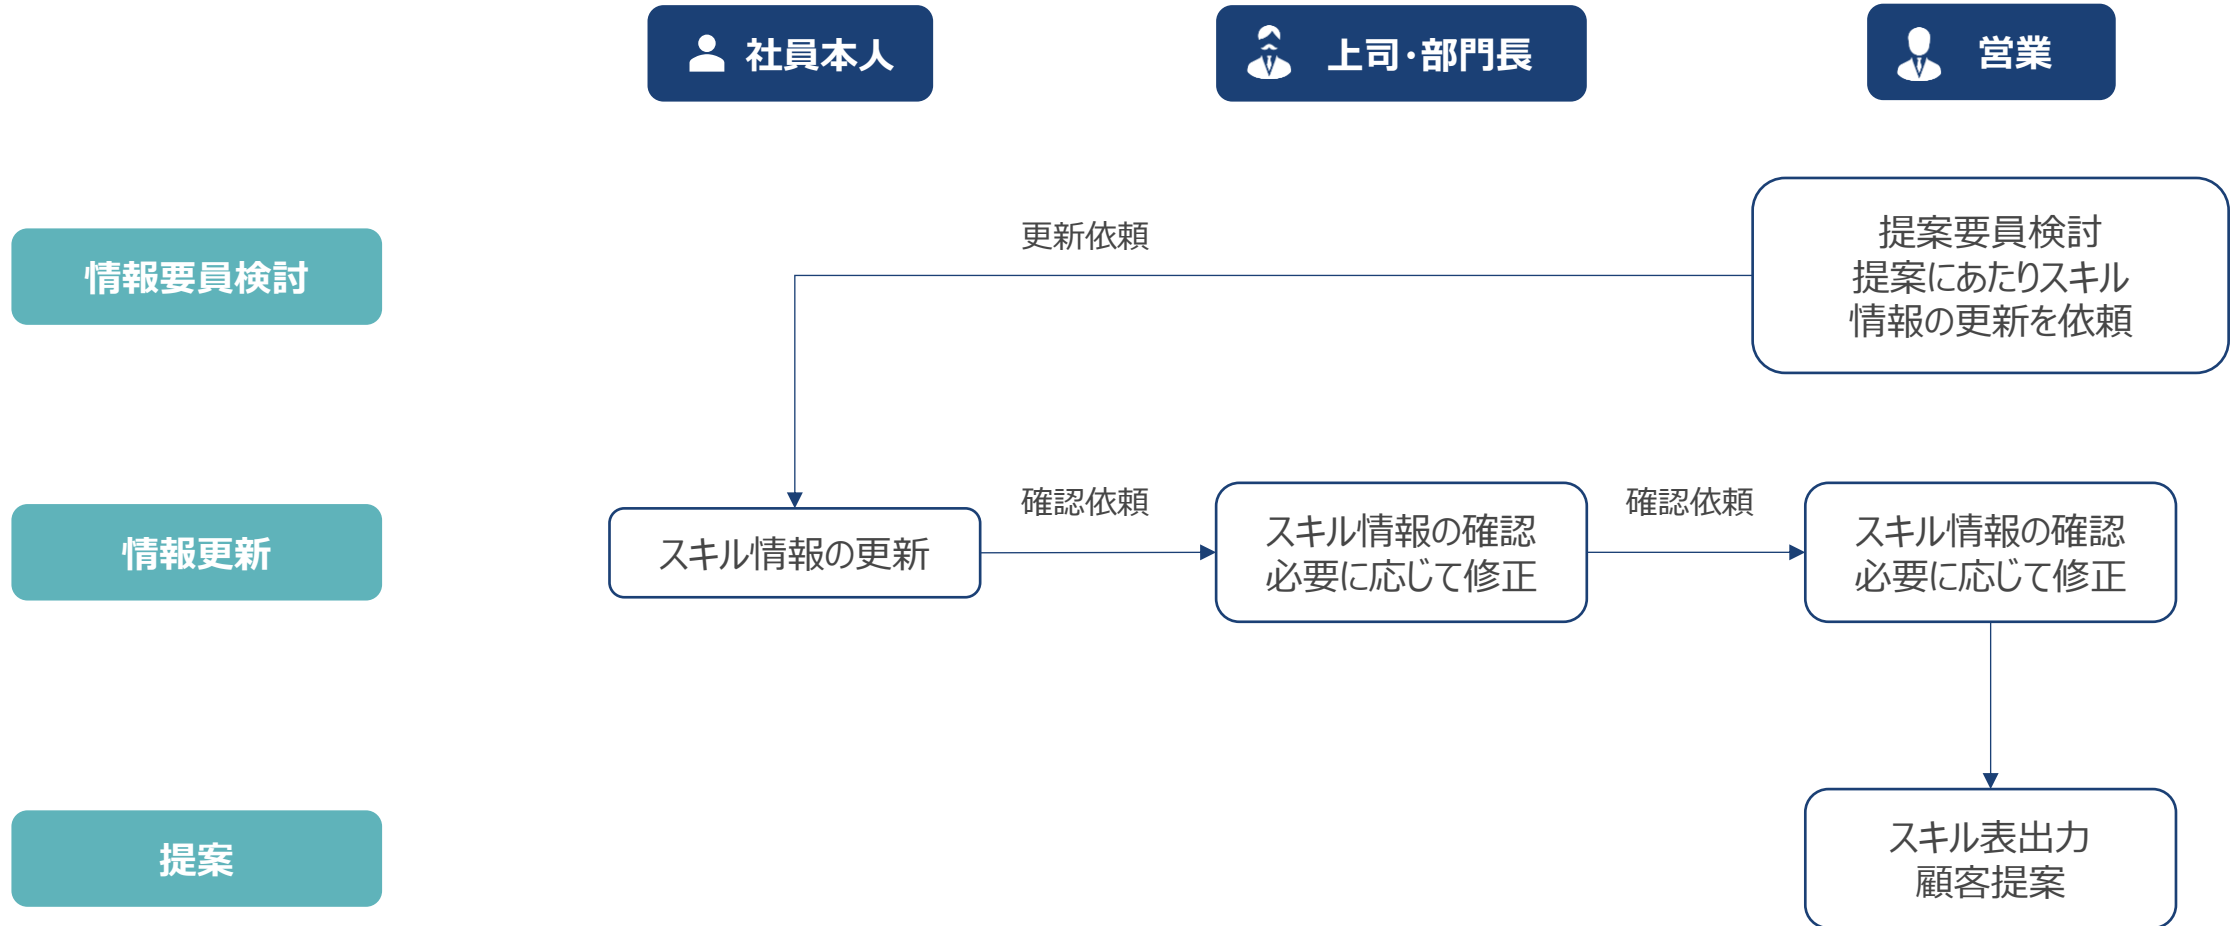 社員本人
上司・部門長
営業
情報要員検討
更新依頼
提案要員検討
提案にあたりスキル
情報の更新を依頼
情報更新
スキル情報の更新
確認依頼
スキル情報の確認
必要に応じて修正
確認依頼
スキル情報の確認
必要に応じて修正
提案
スキル表出力
顧客提案